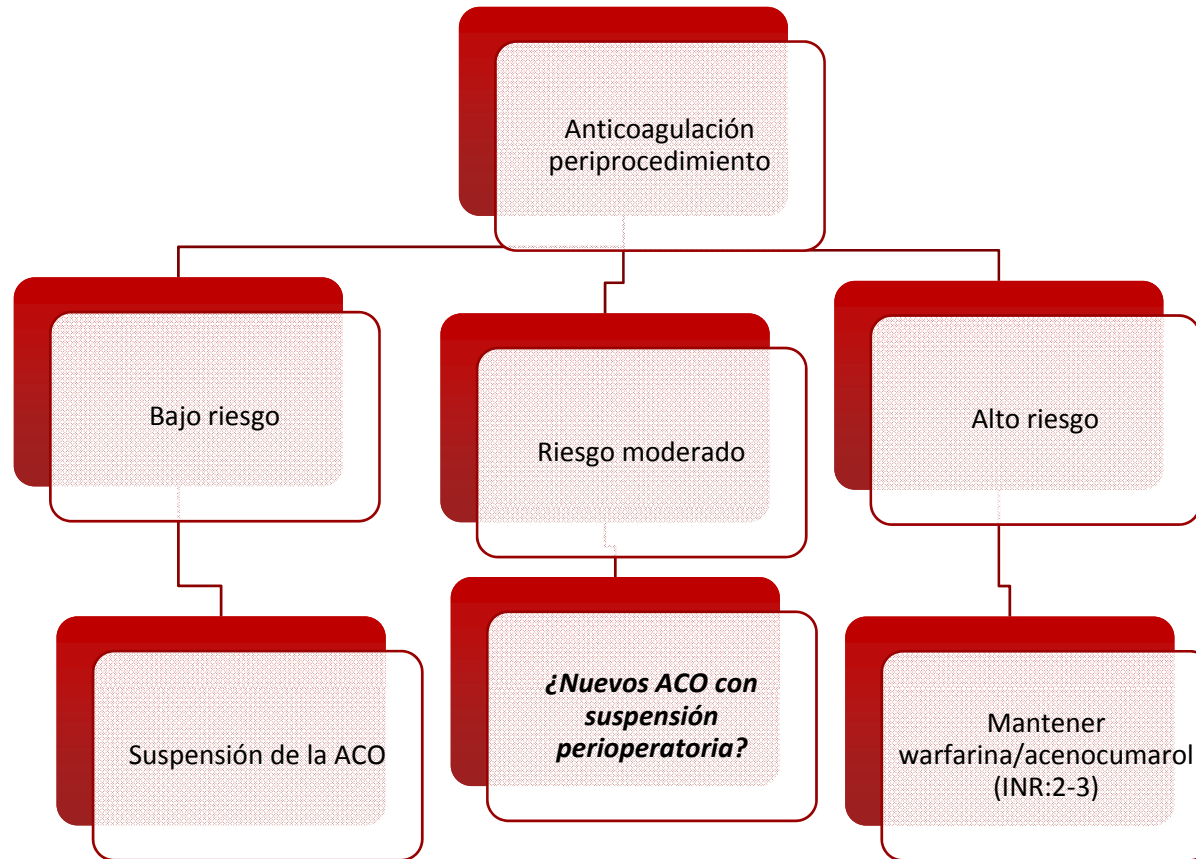 Anticoagulación
periprocedimiento
Bajo riesgo
Riesgo moderado
Alto riesgo
Suspensión de la ACO
¿Nuevos ACO con
suspensión
perioperatoria?
Mantener
warfarina/acenocumarol
(INR:2-3)